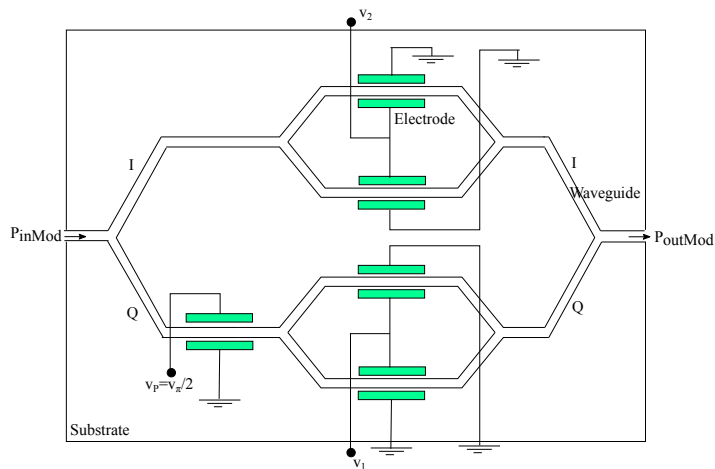 v₂
Electrode
I
I
Waveguide
PinMod
PoutMod
Q
Q
vP=vπ/2
Substrate
v₁